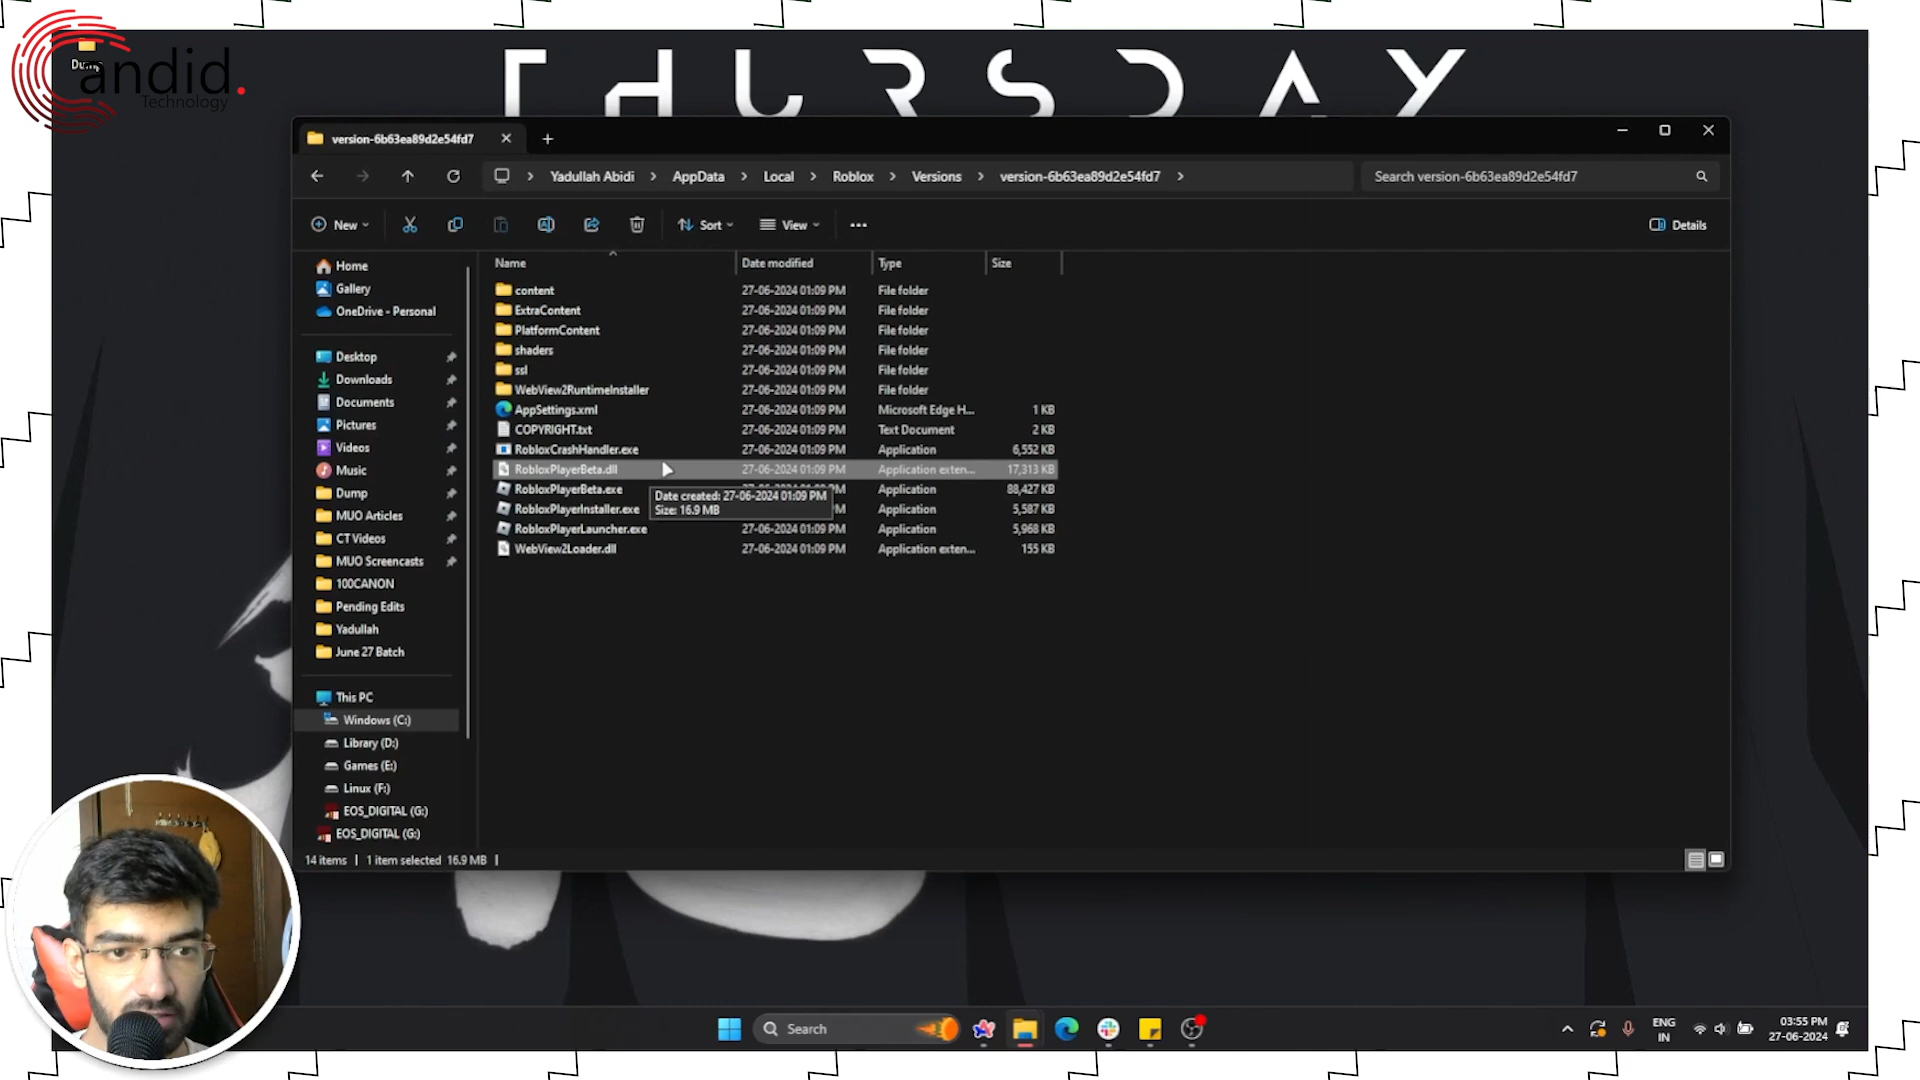 THURSDAY
Candid.
Technology
Dump
version-6b63ea89d2e54fd7
Yadullah Abidi > AppData > Local > Roblox > Versions > version-6b63ea89d2e54fd7 >
Search version-6b63ea89d2e54fd7
New
Sort
View
Details
Name Date modified Type Size
content 27-06-2024 01:09 PM File folder
ExtraContent 27-06-2024 01:09 PM File folder
PlatformContent 27-06-2024 01:09 PM File folder
shaders 27-06-2024 01:09 PM File folder
ssl 27-06-2024 01:09 PM File folder
WebView2RuntimeInstaller 27-06-2024 01:09 PM File folder
AppSettings.xml 27-06-2024 01:09 PM Microsoft Edge H... 1 KB
COPYRIGHT.txt 27-06-2024 01:09 PM Text Document 2 KB
RobloxCrashHandler.exe 27-06-2024 01:09 PM Application 6,552 KB
RobloxPlayerBeta.dll 27-06-2024 01:09 PM Application exten... 17,313 KB
RobloxPlayerBeta.exe PM Application 88,427 KB
RobloxPlayerInstaller.exe PM Application 5,587 KB
RobloxPlayerLauncher.exe 27-06-2024 01:09 PM Application 5,968 KB
WebView2Loader.dll 27-06-2024 01:09 PM Application exten... 155 KB
Date created: 27-06-2024 01:09 PM
Size: 16.9 MB
Home
Gallery
OneDrive - Personal
Desktop
Downloads
Documents
Pictures
Videos
Music
Dump
MUO Articles
CT Videos
MUO Screencasts
100CANON
Pending Edits
Yadullah
June 27 Batch
This PC
Windows (C:)
Library (D:)
Games (E:)
Linux (F:)
EOS_DIGITAL (G:)
EOS_DIGITAL (G:)
14 items | 1 item selected 16.9 MB |
Search
ENG
IN
03:55 PM
27-06-2024